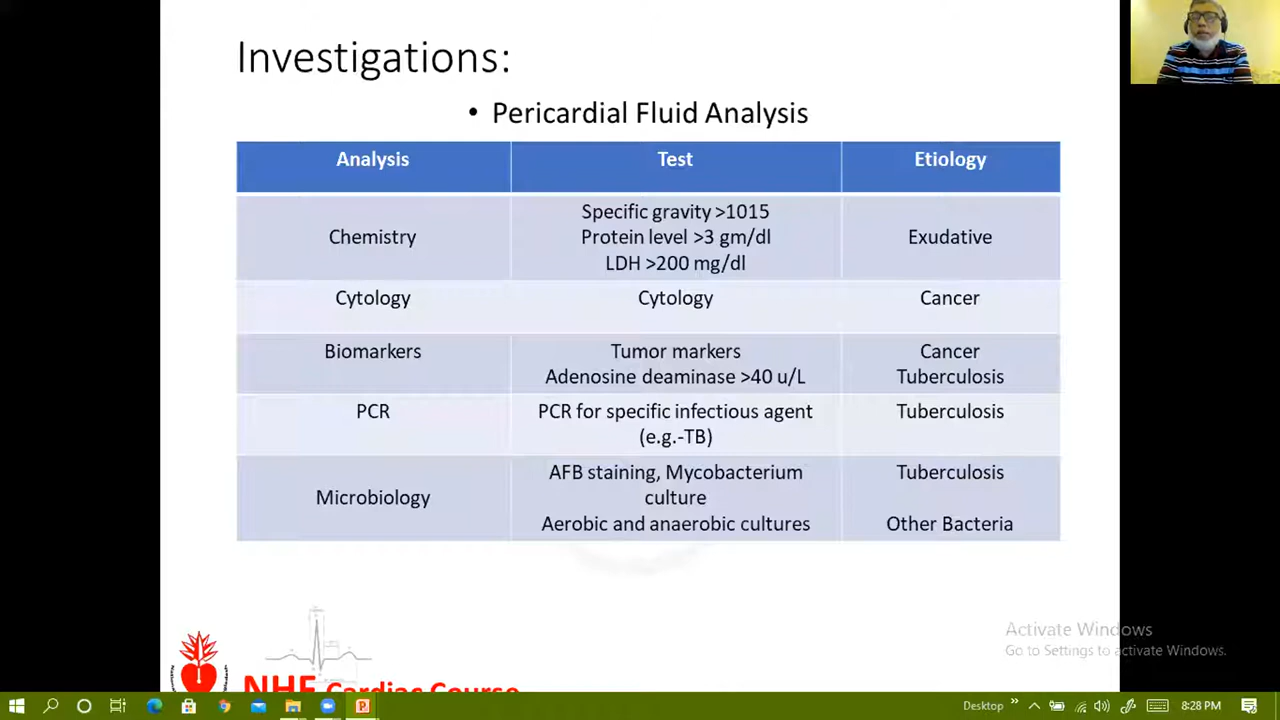 Investigations:
• Pericardial Fluid Analysis
Analysis Test Etiology
Chemistry
Specific gravity >1015
Protein level >3 gm/dl
LDH >200 mg/dl
Exudative
Cytology Cytology Cancer
Biomarkers
Tumor markers
Adenosine deaminase >40 u/L
Cancer
Tuberculosis
PCR
PCR for specific infectious agent
(e.g.-TB)
Tuberculosis
Microbiology
AFB staining, Mycobacterium
culture
Aerobic and anaerobic cultures
Tuberculosis
Other Bacteria
NHF Cardiac Course
Activate Windows
Go to Settings to activate Windows.
Desktop
8:28 PM